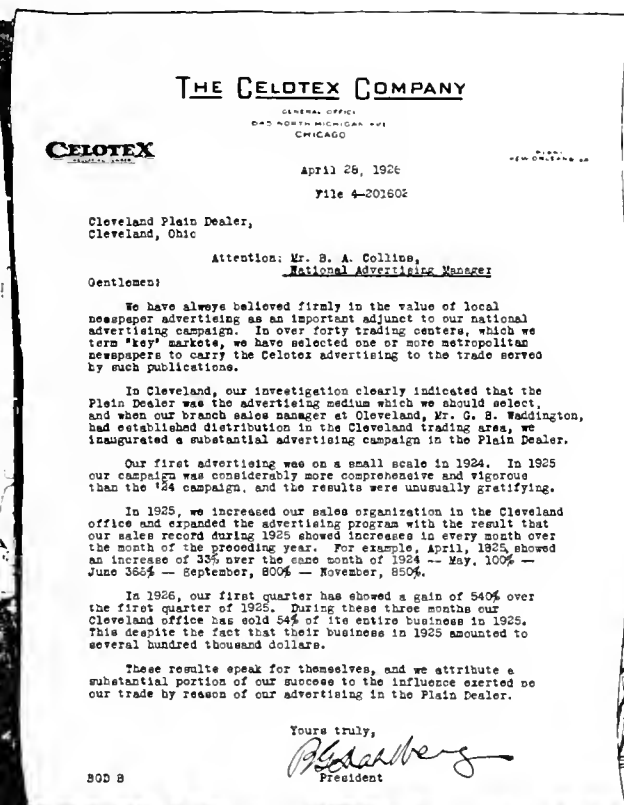 THE CELOTEX COMPANY
GENERAL OFFICE
NORTH MICHIGAN AVE
CHICAGO
CELOTEX
NEW ORLEANS LA
April 28, 1926
File 4-201602
Cleveland Plain Dealer,
Cleveland, Ohio
Attention: Mr. B. A. Collins,
National Advertising Manager
Gentlemen:
We have always believed firmly in the value of local
newspaper advertising as an important adjunct to our national
advertising campaign. In over forty trading centers, which we
term "key" markets, we have selected one or more metropolitan
newspapers to carry the Celotex advertising to the trade served
by such publications.
In Cleveland, our investigation clearly indicated that the
Plain Dealer was the advertising medium which we should select,
and when our branch sales manager at Cleveland, Mr. G. B. Waddington,
had established distribution in the Cleveland trading area, we
inaugurated a substantial advertising campaign in the Plain Dealer.
Our first advertising was on a small scale in 1924. In 1925
our campaign was considerably more comprehensive and vigorous
than the '24 campaign, and the results were unusually gratifying.
In 1925, we increased our sales organization in the Cleveland
office and expanded the advertising program with the result that
our sales record during 1925 showed increases in every month over
the month of the preceding year. For example, April, 1925 showed
an increase of 33% over the same month of 1924 -- May, 100% —
June 365% — September, 800% — November, 850%.
In 1926, our first quarter has showed a gain of 540% over
the first quarter of 1925. During these three months our
Cleveland office has sold 54% of its entire business in 1925.
This despite the fact that their business in 1925 amounted to
several hundred thousand dollars.
These results speak for themselves, and we attribute a
substantial portion of our success to the influence exerted on
our trade by reason of our advertising in the Plain Dealer.
Yours truly,
B G Dahlberg
President
BGD B